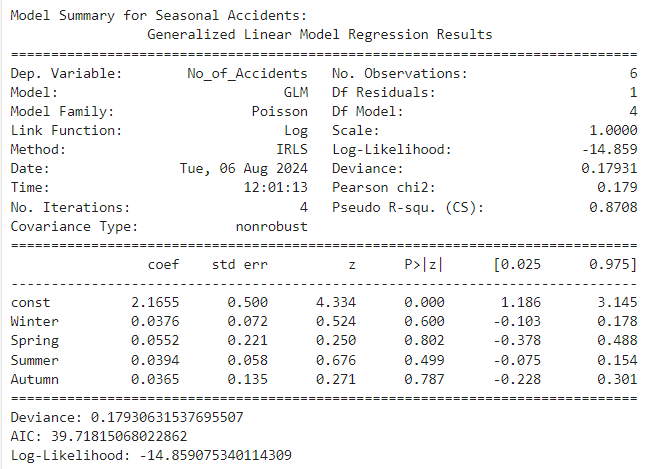 Model Summary for Seasonal Accidents:
                 Generalized Linear Model Regression Results
==============================================================================
Dep. Variable:        No_of_Accidents   No. Observations:                    6
Model:                            GLM   Df Residuals:                        1
Model Family:                 Poisson   Df Model:                            4
Link Function:                    Log   Scale:                          1.0000
Method:                          IRLS   Log-Likelihood:                -14.859
Date:                Tue, 06 Aug 2024   Deviance:                      0.17931
Time:                        12:01:13   Pearson chi2:                    0.179
No. Iterations:                     4   Pseudo R-squ. (CS):             0.8708
Covariance Type:            nonrobust
==============================================================================
                 coef    std err          z      P>|z|      [0.025      0.975]
------------------------------------------------------------------------------
const          2.1655      0.500      4.334      0.000       1.186       3.145
Winter         0.0376      0.072      0.524      0.600      -0.103       0.178
Spring         0.0552      0.221      0.250      0.802      -0.378       0.488
Summer         0.0394      0.058      0.676      0.499      -0.075       0.154
Autumn         0.0365      0.135      0.271      0.787      -0.228       0.301
==============================================================================
Deviance: 0.17930631537695507
AIC: 39.71815068022862
Log-Likelihood: -14.859075340114309